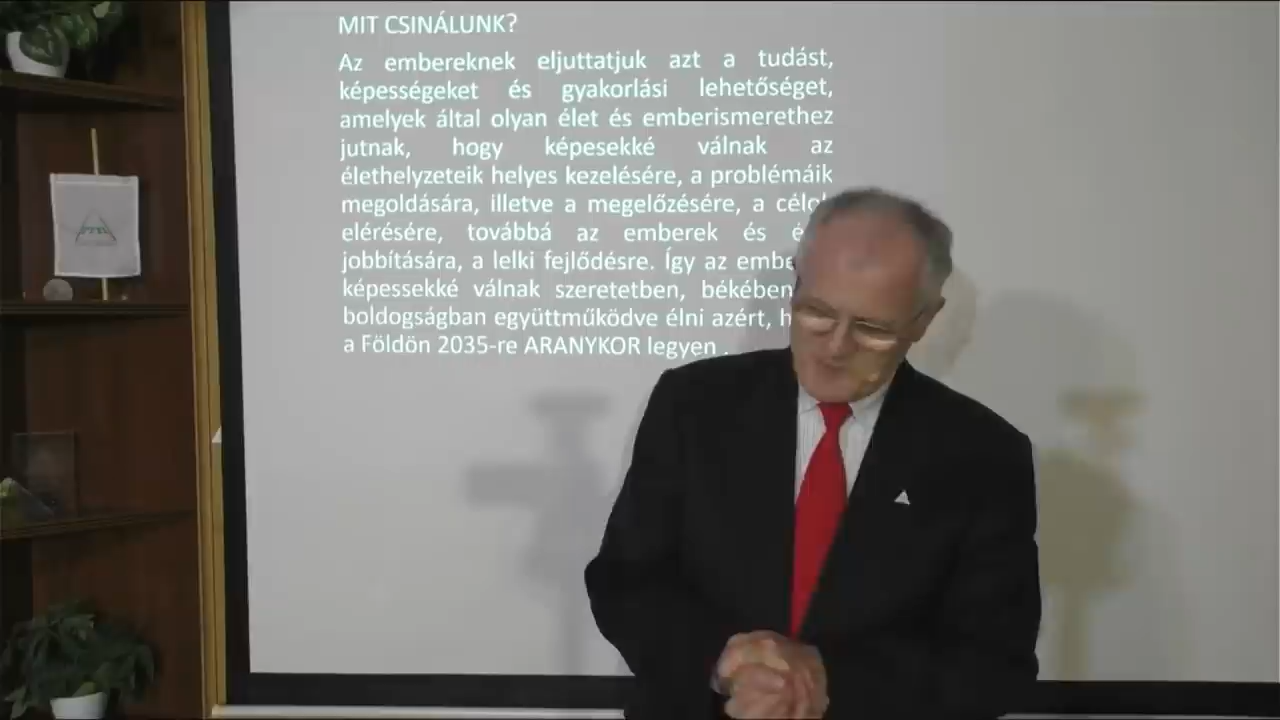 MIT CSINÁLUNK?
Az embereknek eljuttatjuk azt a tudást,
képességeket és gyakorlási lehetőséget,
amelyek által olyan élet és emberismerethez
jutnak, hogy képesekké válnak az
élethelyzeteik helyes kezelésére, a problémáik
megoldására, illetve a megelőzésére, a
elérésére, továbbá az emberek és
jobbítására, a lelki fejlődésre. Így az
képessekké válnak szeretetben, békében
boldogságban együttműködve élni azért,
a Földön 2035-re ARANYKOR legyen .